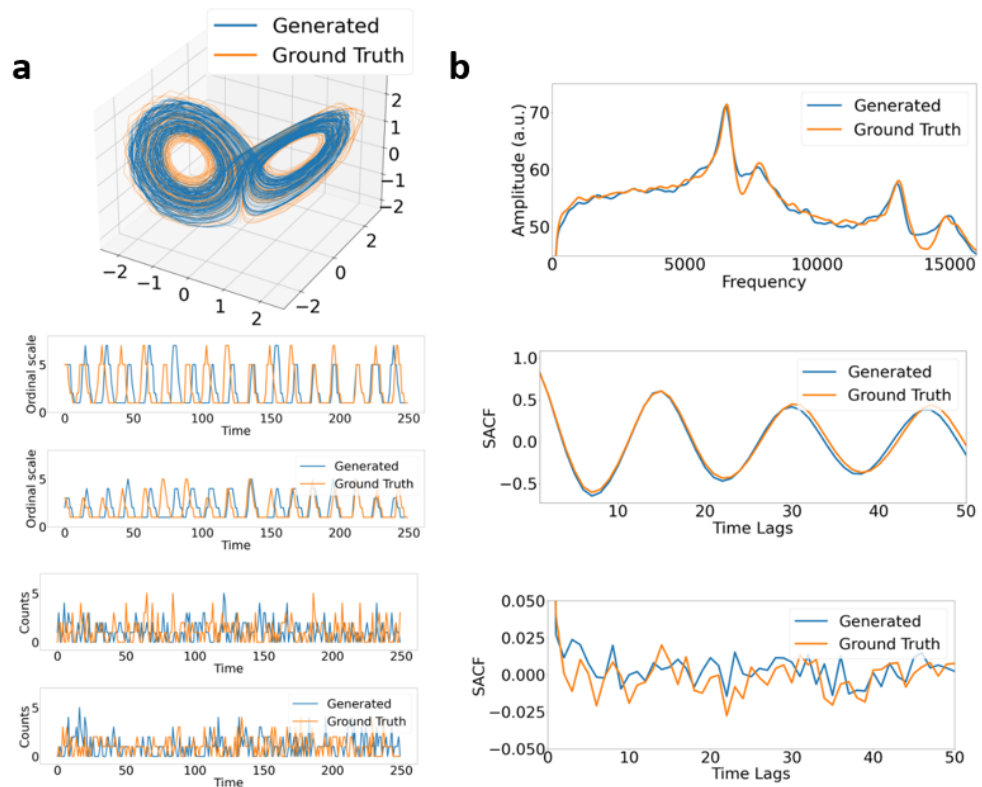 a
Generated
Ground Truth
2
1
0
−1
−2
2
0
−2
−2
−1
0
1
2
Ordinal scale
5
0
0
50
100
150
200
250
Time
Ordinal scale
5
0
Generated
Ground Truth
0
50
100
150
200
250
Time
Counts
5
0
0
50
100
150
200
250
Time
Counts
5
0
Generated
Ground Truth
0
50
100
150
200
250
Time
b
Amplitude (a.u.)
70
60
50
Generated
Ground Truth
0
5000
10000
15000
Frequency
SACF
1.0
0.5
0.0
−0.5
Generated
Ground Truth
10
20
30
40
50
Time Lags
SACF
0.050
0.025
0.000
−0.025
−0.050
Generated
Ground Truth
0
10
20
30
40
50
Time Lags